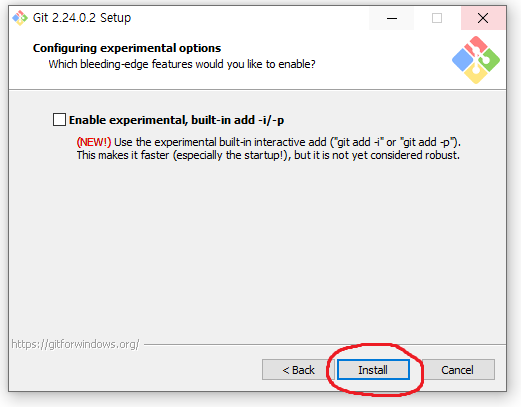 Git 2.24.0.2 Setup
Configuring experimental options
Which bleeding-edge features would you like to enable?
Enable experimental, built-in add -i/-p
(NEW!) Use the experimental built-in interactive add ("git add -i" or "git add -p").
This makes it faster (especially the startup!), but it is not yet considered robust.
https://gitforwindows.org/
< Back
Install
Cancel